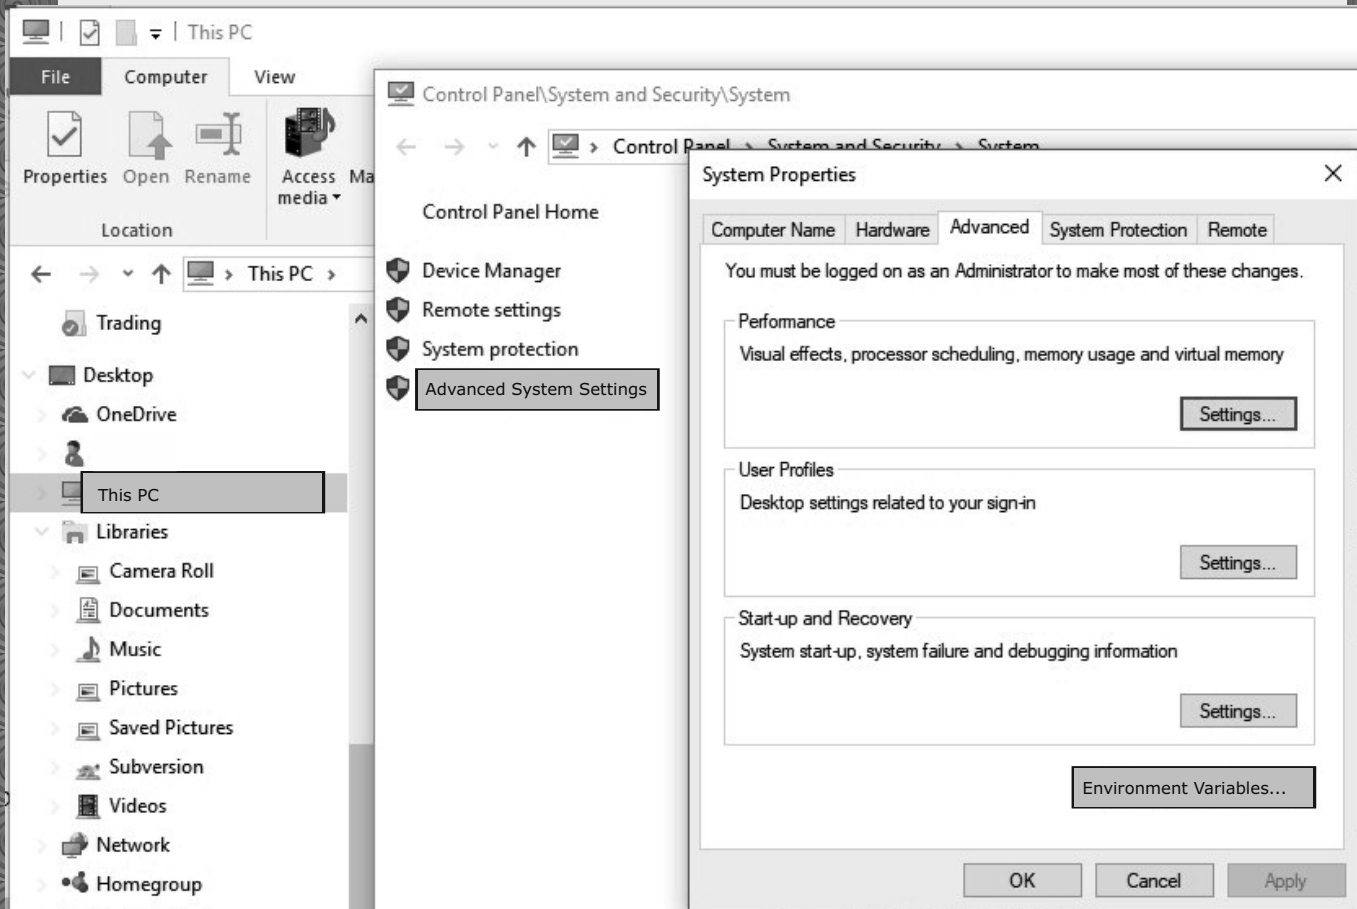 This PC
File Computer View
Properties Open Rename Access media
Location
This PC
Trading
Desktop
OneDrive
This PC
Libraries
Camera Roll
Documents
Music
Pictures
Saved Pictures
Subversion
Videos
Network
Homegroup
Control Panel\System and Security\System
Control Panel System and Security System
Control Panel Home
Device Manager
Remote settings
System protection
Advanced System Settings
System Properties
Computer Name Hardware Advanced System Protection Remote
You must be logged on as an Administrator to make most of these changes.
Performance
Visual effects, processor scheduling, memory usage and virtual memory
Settings...
User Profiles
Desktop settings related to your sign-in
Settings...
Start-up and Recovery
System start-up, system failure and debugging information
Settings...
Environment Variables...
OK Cancel Apply